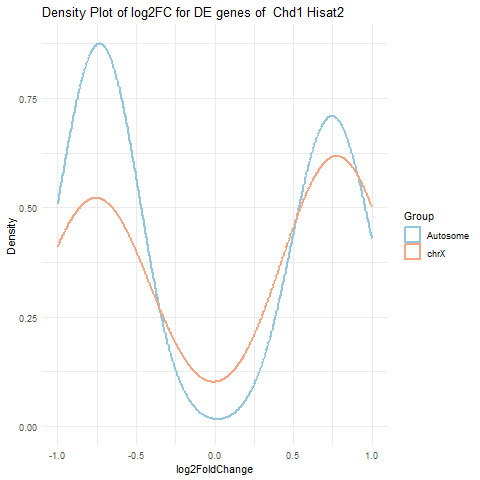 Density Plot of log2FC for DE genes of  Chd1 Hisat2
Density
0.75
0.50
0.25
0.00
-1.0 -0.5 0.0 0.5 1.0
log2FoldChange
Group
Autosome
chrX